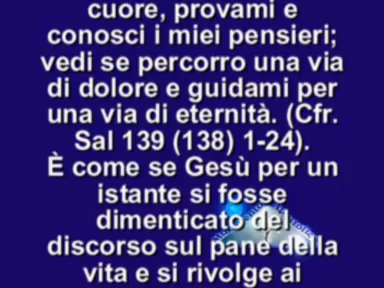 cuore, provami e
conosci i miei pensieri;
vedi se percorro una via
di dolore e guidami per
una via di eternità. (Cfr.
Sal 139 (138) 1-24).
È come se Gesù per un
istante si fosse
dimenticato del
discorso sul pane della
vita e si rivolge ai